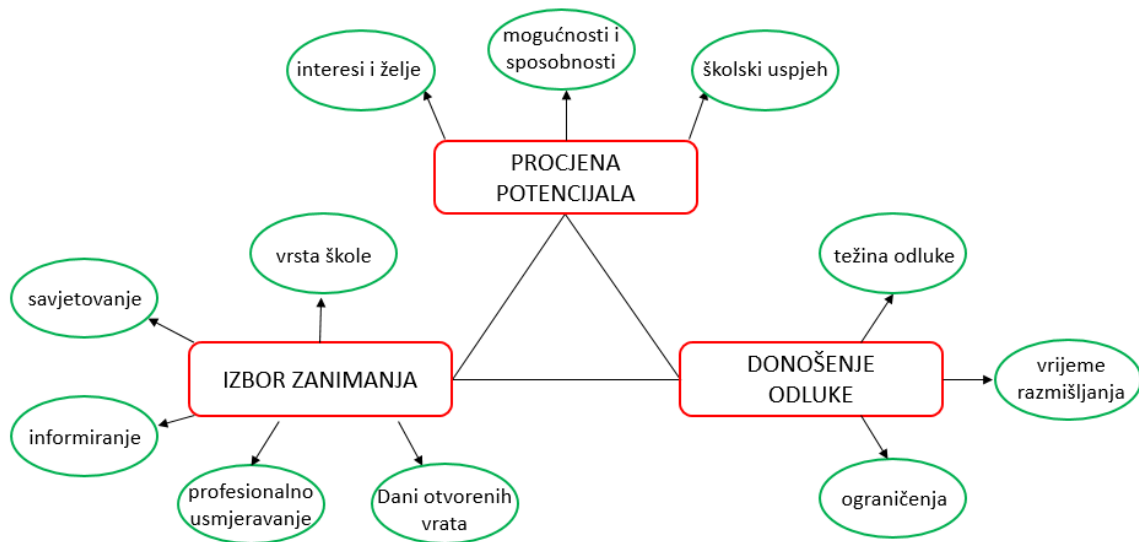 mogućnosti i
sposobnosti
interesi i želje
školski uspjeh
PROCJENA
POTENCIJALA
vrsta škole
težina odluke
savjetovanje
IZBOR ZANIMANJA
DONOŠENJE
ODLUKE
vrijeme
razmišljanja
informiranje
profesionalno
usmjeravanje
Dani otvorenih
vrata
ograničenja